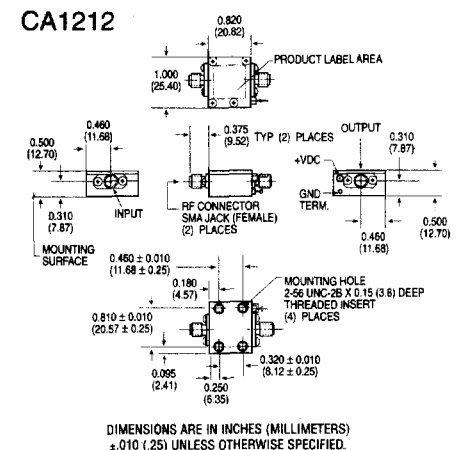 CA1212
0.820
(20.82)
PRODUCT LABEL AREA
1.000
(25.40)
0.460
(11.68)
0.500
(12.70)
0.375
(9.52)
TYP (2) PLACES
OUTPUT
0.310
(7.87)
+VDC
GND
TERM.
0.310
(7.87)
INPUT
RF CONNECTOR
SMA JACK (FEMALE)
(2) PLACES
0.460
(11.68)
0.500
(12.70)
MOUNTING
SURFACE
0.460 ± 0.010
(11.68 ± 0.25)
0.180
(4.57)
MOUNTING HOLE
2-56 UNC-2B X 0.15 (3.8) DEEP
THREADED INSERT
(4) PLACES
0.810 ± 0.010
(20.57 ± 0.25)
0.320 ± 0.010
(8.12 ± 0.25)
0.095
(2.41)
0.250
(6.35)
DIMENSIONS ARE IN INCHES (MILLIMETERS)
±.010 (.25) UNLESS OTHERWISE SPECIFIED.